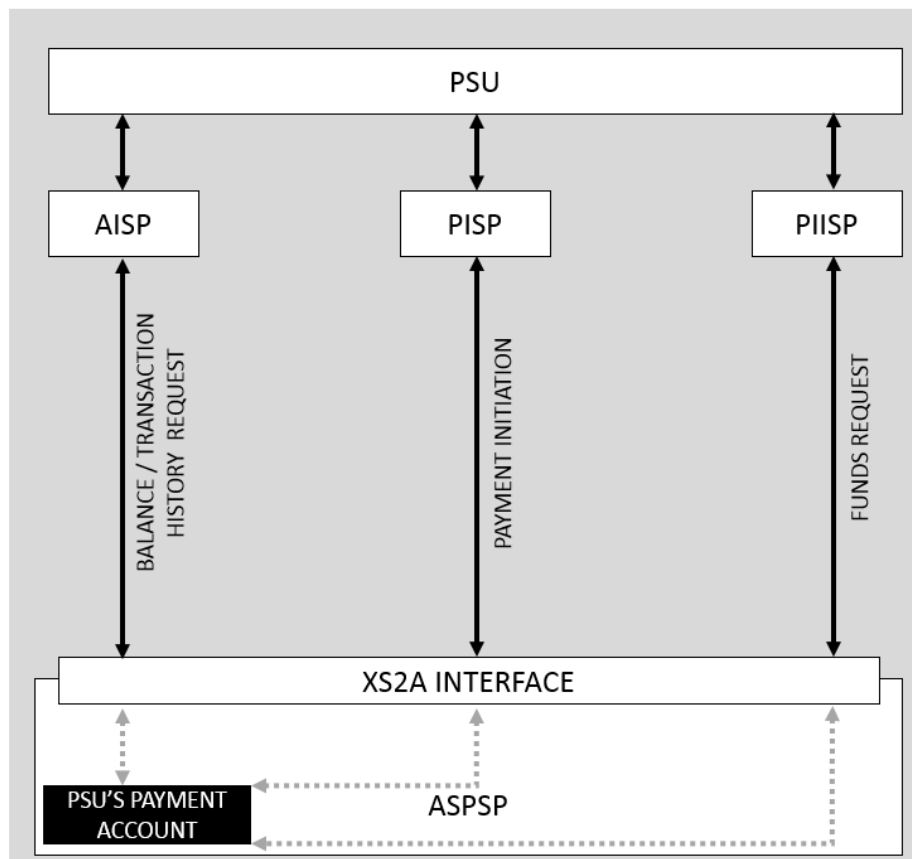 PSU
AISP
PISP
PIISP
BALANCE / TRANSACTION
HISTORY REQUEST
PAYMENT INITIATION
FUNDS REQUEST
XS2A INTERFACE
PSU'S PAYMENT
ACCOUNT
ASPSP